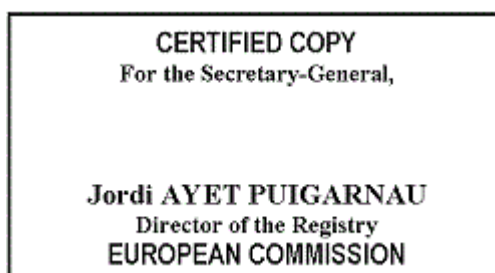 CERTIFIED COPY
For the Secretary-General,
Jordi AYET PUIGARNAU
Director of the Registry
EUROPEAN COMMISSION